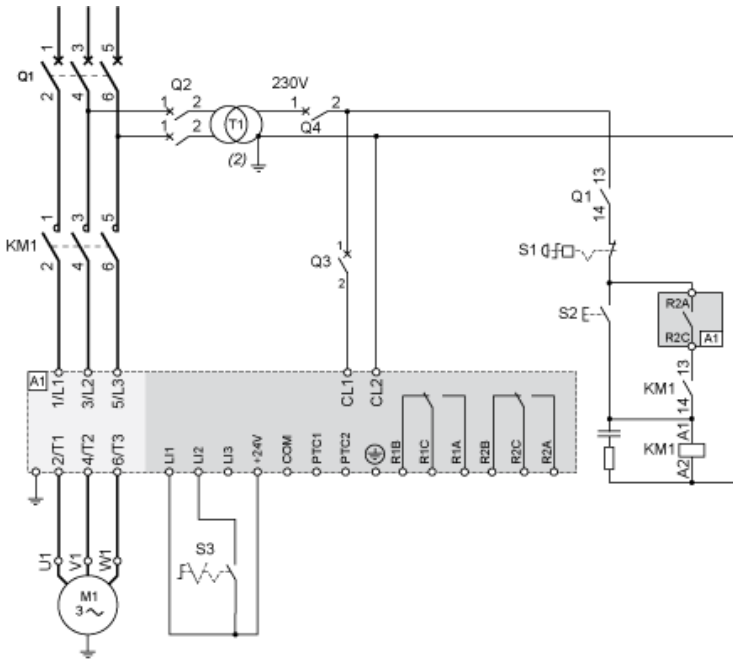 1 3 5
Q1
2 4 6
Q2
1 2
1 2
T1
(2)
230V
1 2
Q4
13
Q1
14
1 3 5
KM1
2 4 6
1
Q3
2
S1
S2
R2A
R2C
A1
13
KM1
14
A1
KM1
A2
A1
1/L1 3/L2 5/L3
CL1 CL2
2/T1 4/T2 6/T3
LI1 LI2 LI3 +24V COM PTC1 PTC2 R1B R1C R1A R2B R2C R2A
S3
U1 V1 W1
M1
3